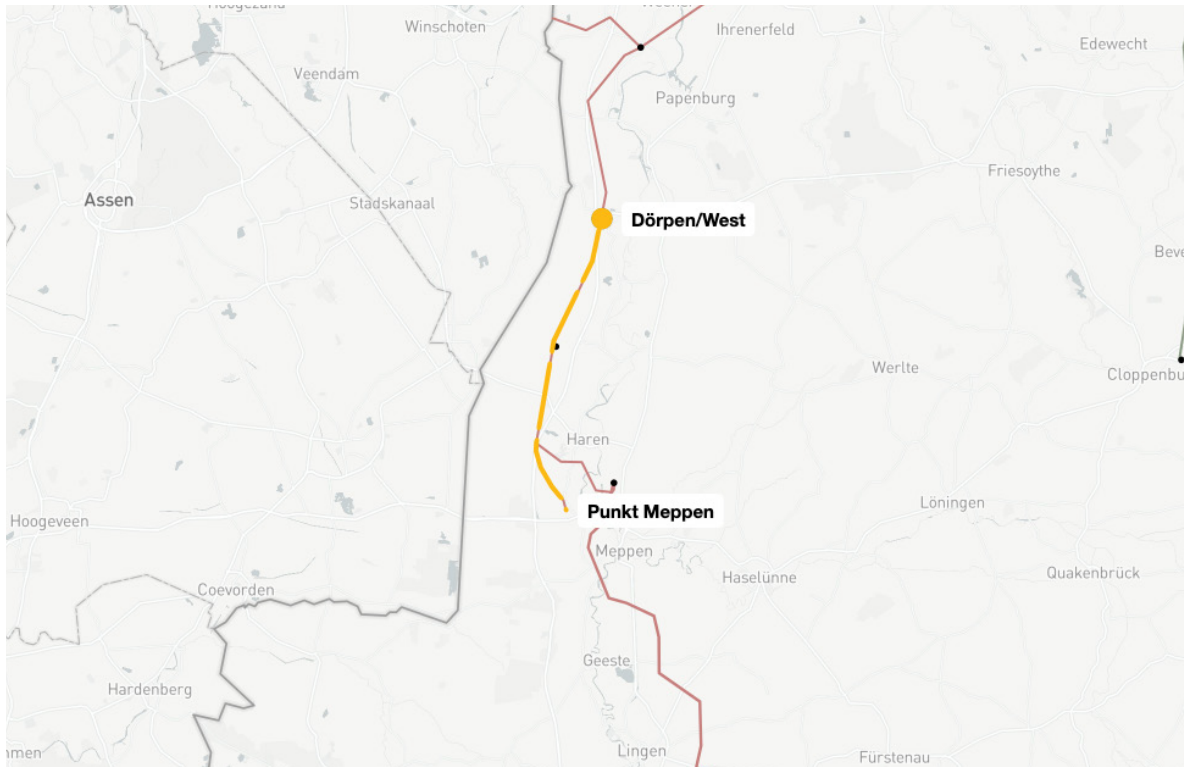 Winschoten
Ihrenerfeld
Edewecht
Veendam
Papenburg
Friesoythe
Assen
Stadskanaal
Dörpen/West
Werlte
Cloppenbu
Haren
Löningen
Punkt Meppen
Hoogeveen
Meppen
Haselünne
Quakenbrück
Coevorden
Geeste
Hardenberg
Lingen
Fürstenau